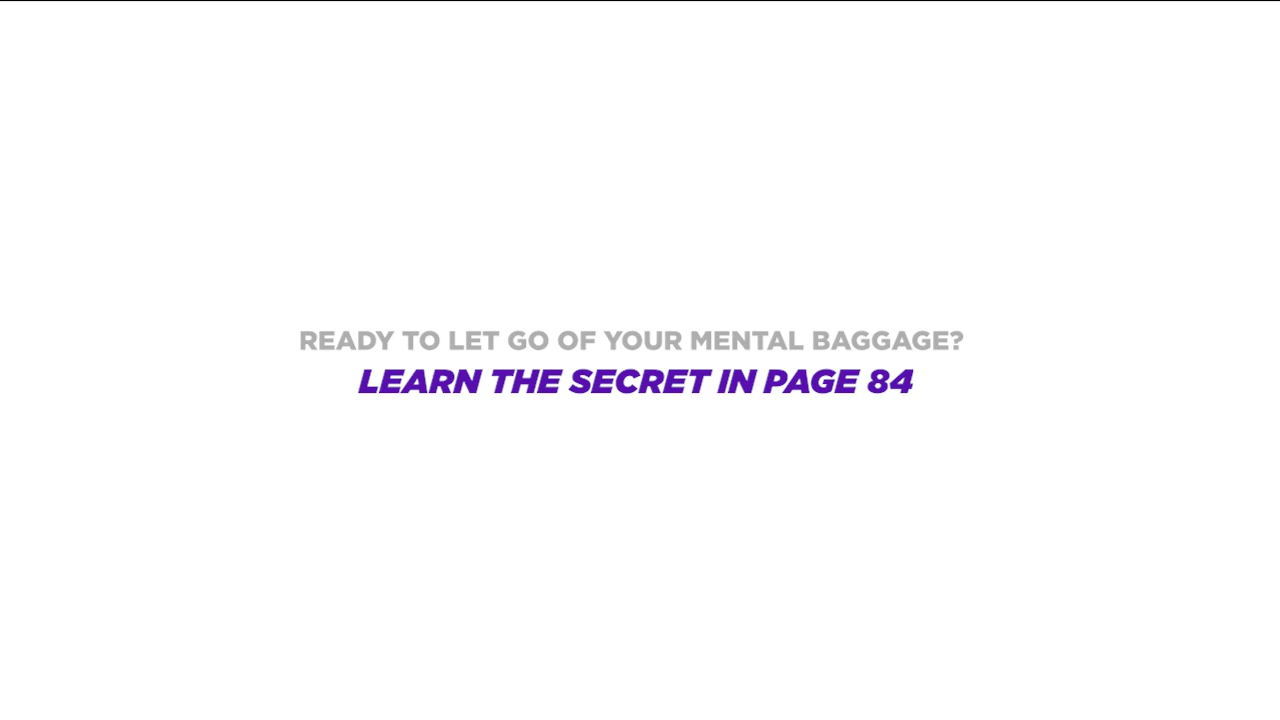 READY TO LET GO OF YOUR MENTAL BAGGAGE?
LEARN THE SECRET IN PAGE 84